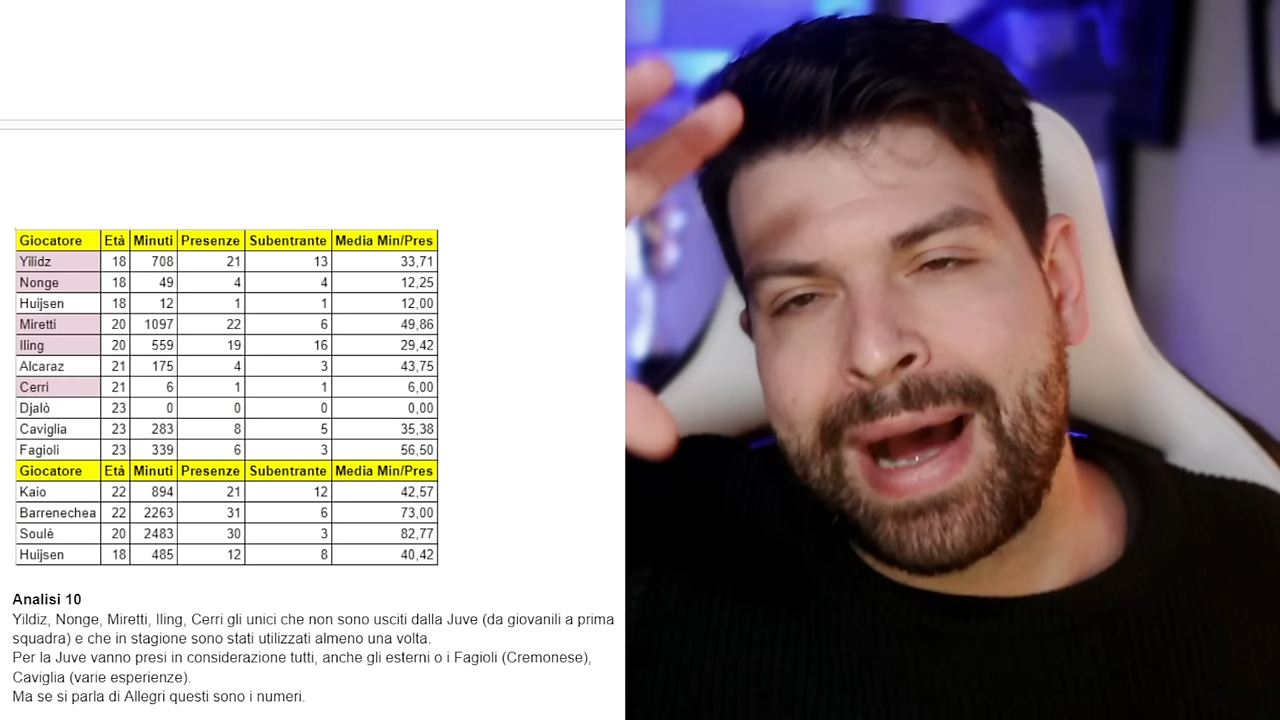 Giocatore Età Minuti Presenze Subentrante Media Min/Pres
Yilidz 18 708 21 13 33,71
Nonge 18 49 4 4 12,25
Huijsen 18 12 1 1 12,00
Miretti 20 1097 22 6 49,86
Iling 20 559 19 16 29,42
Alcaraz 21 175 4 3 43,75
Cerri 21 6 1 1 6,00
Djalò 23 0 0 0 0,00
Caviglia 23 283 8 5 35,38
Fagioli 23 339 6 3 56,50
Giocatore Età Minuti Presenze Subentrante Media Min/Pres
Kaio 22 894 21 12 42,57
Barrenechea 22 2263 31 6 73,00
Soulè 20 2483 30 3 82,77
Huijsen 18 485 12 8 40,42
Analisi 10
Yildiz, Nonge, Miretti, Iling, Cerri gli unici che non sono usciti dalla Juve (da giovanili a prima
squadra) e che in stagione sono stati utilizzati almeno una volta.
Per la Juve vanno presi in considerazione tutti, anche gli esterni o i Fagioli (Cremonese),
Caviglia (varie esperienze).
Ma se si parla di Allegri questi sono i numeri.